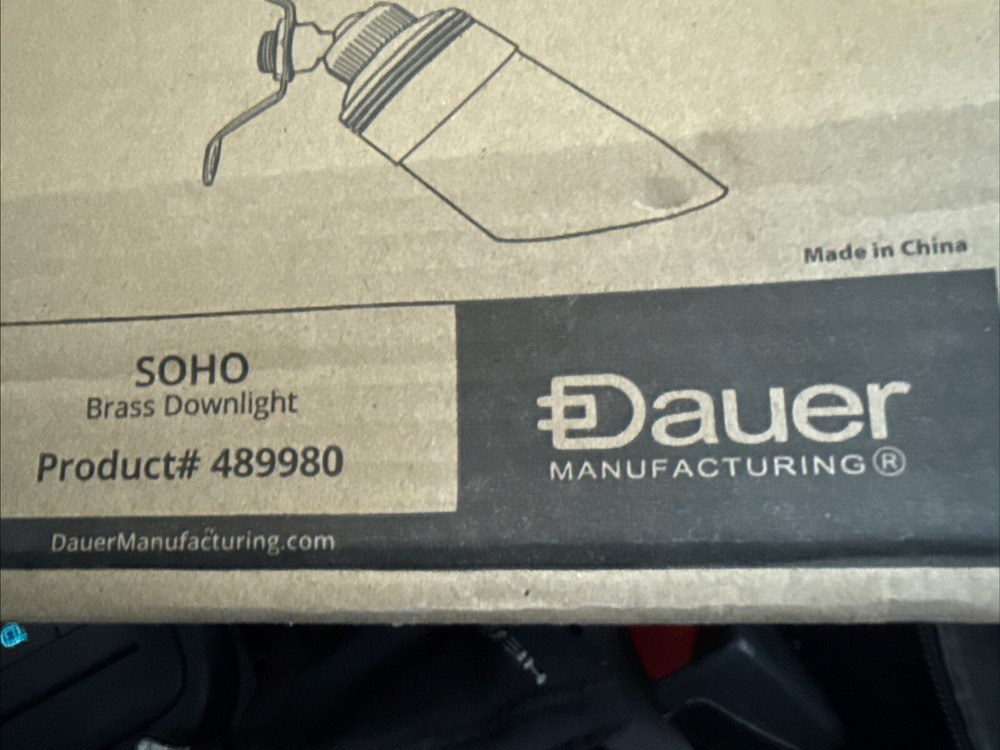 Made in China
SOHO
Brass Downlight
Product# 489980
Dauer
MANUFACTURING®
DauerManufacturing.com